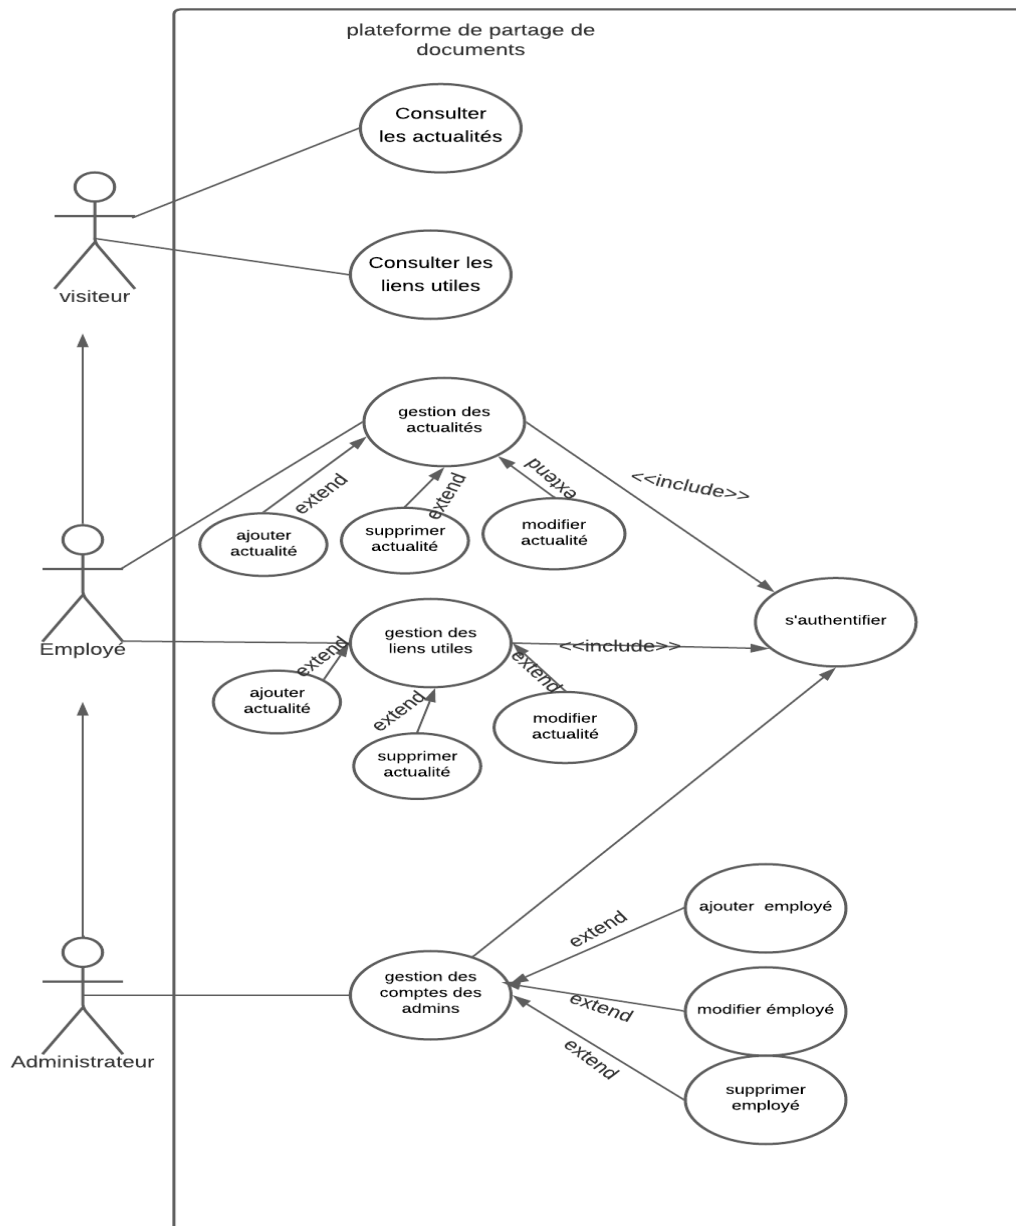 plateforme de partage de
documents
Consulter
les actualités
visiteur
Consulter les
liens utiles
gestion des
actualités
extend
extend
extend
<<include>>
ajouter
actualité
supprimer
actualité
modifier
actualité
s'authentifier
Employé
gestion des
liens utiles
<<include>>
extend
extend
extend
ajouter
actualité
supprimer
actualité
modifier
actualité
Administrateur
gestion des
comptes des
admins
extend
extend
extend
ajouter employé
modifier émployé
supprimer
employé